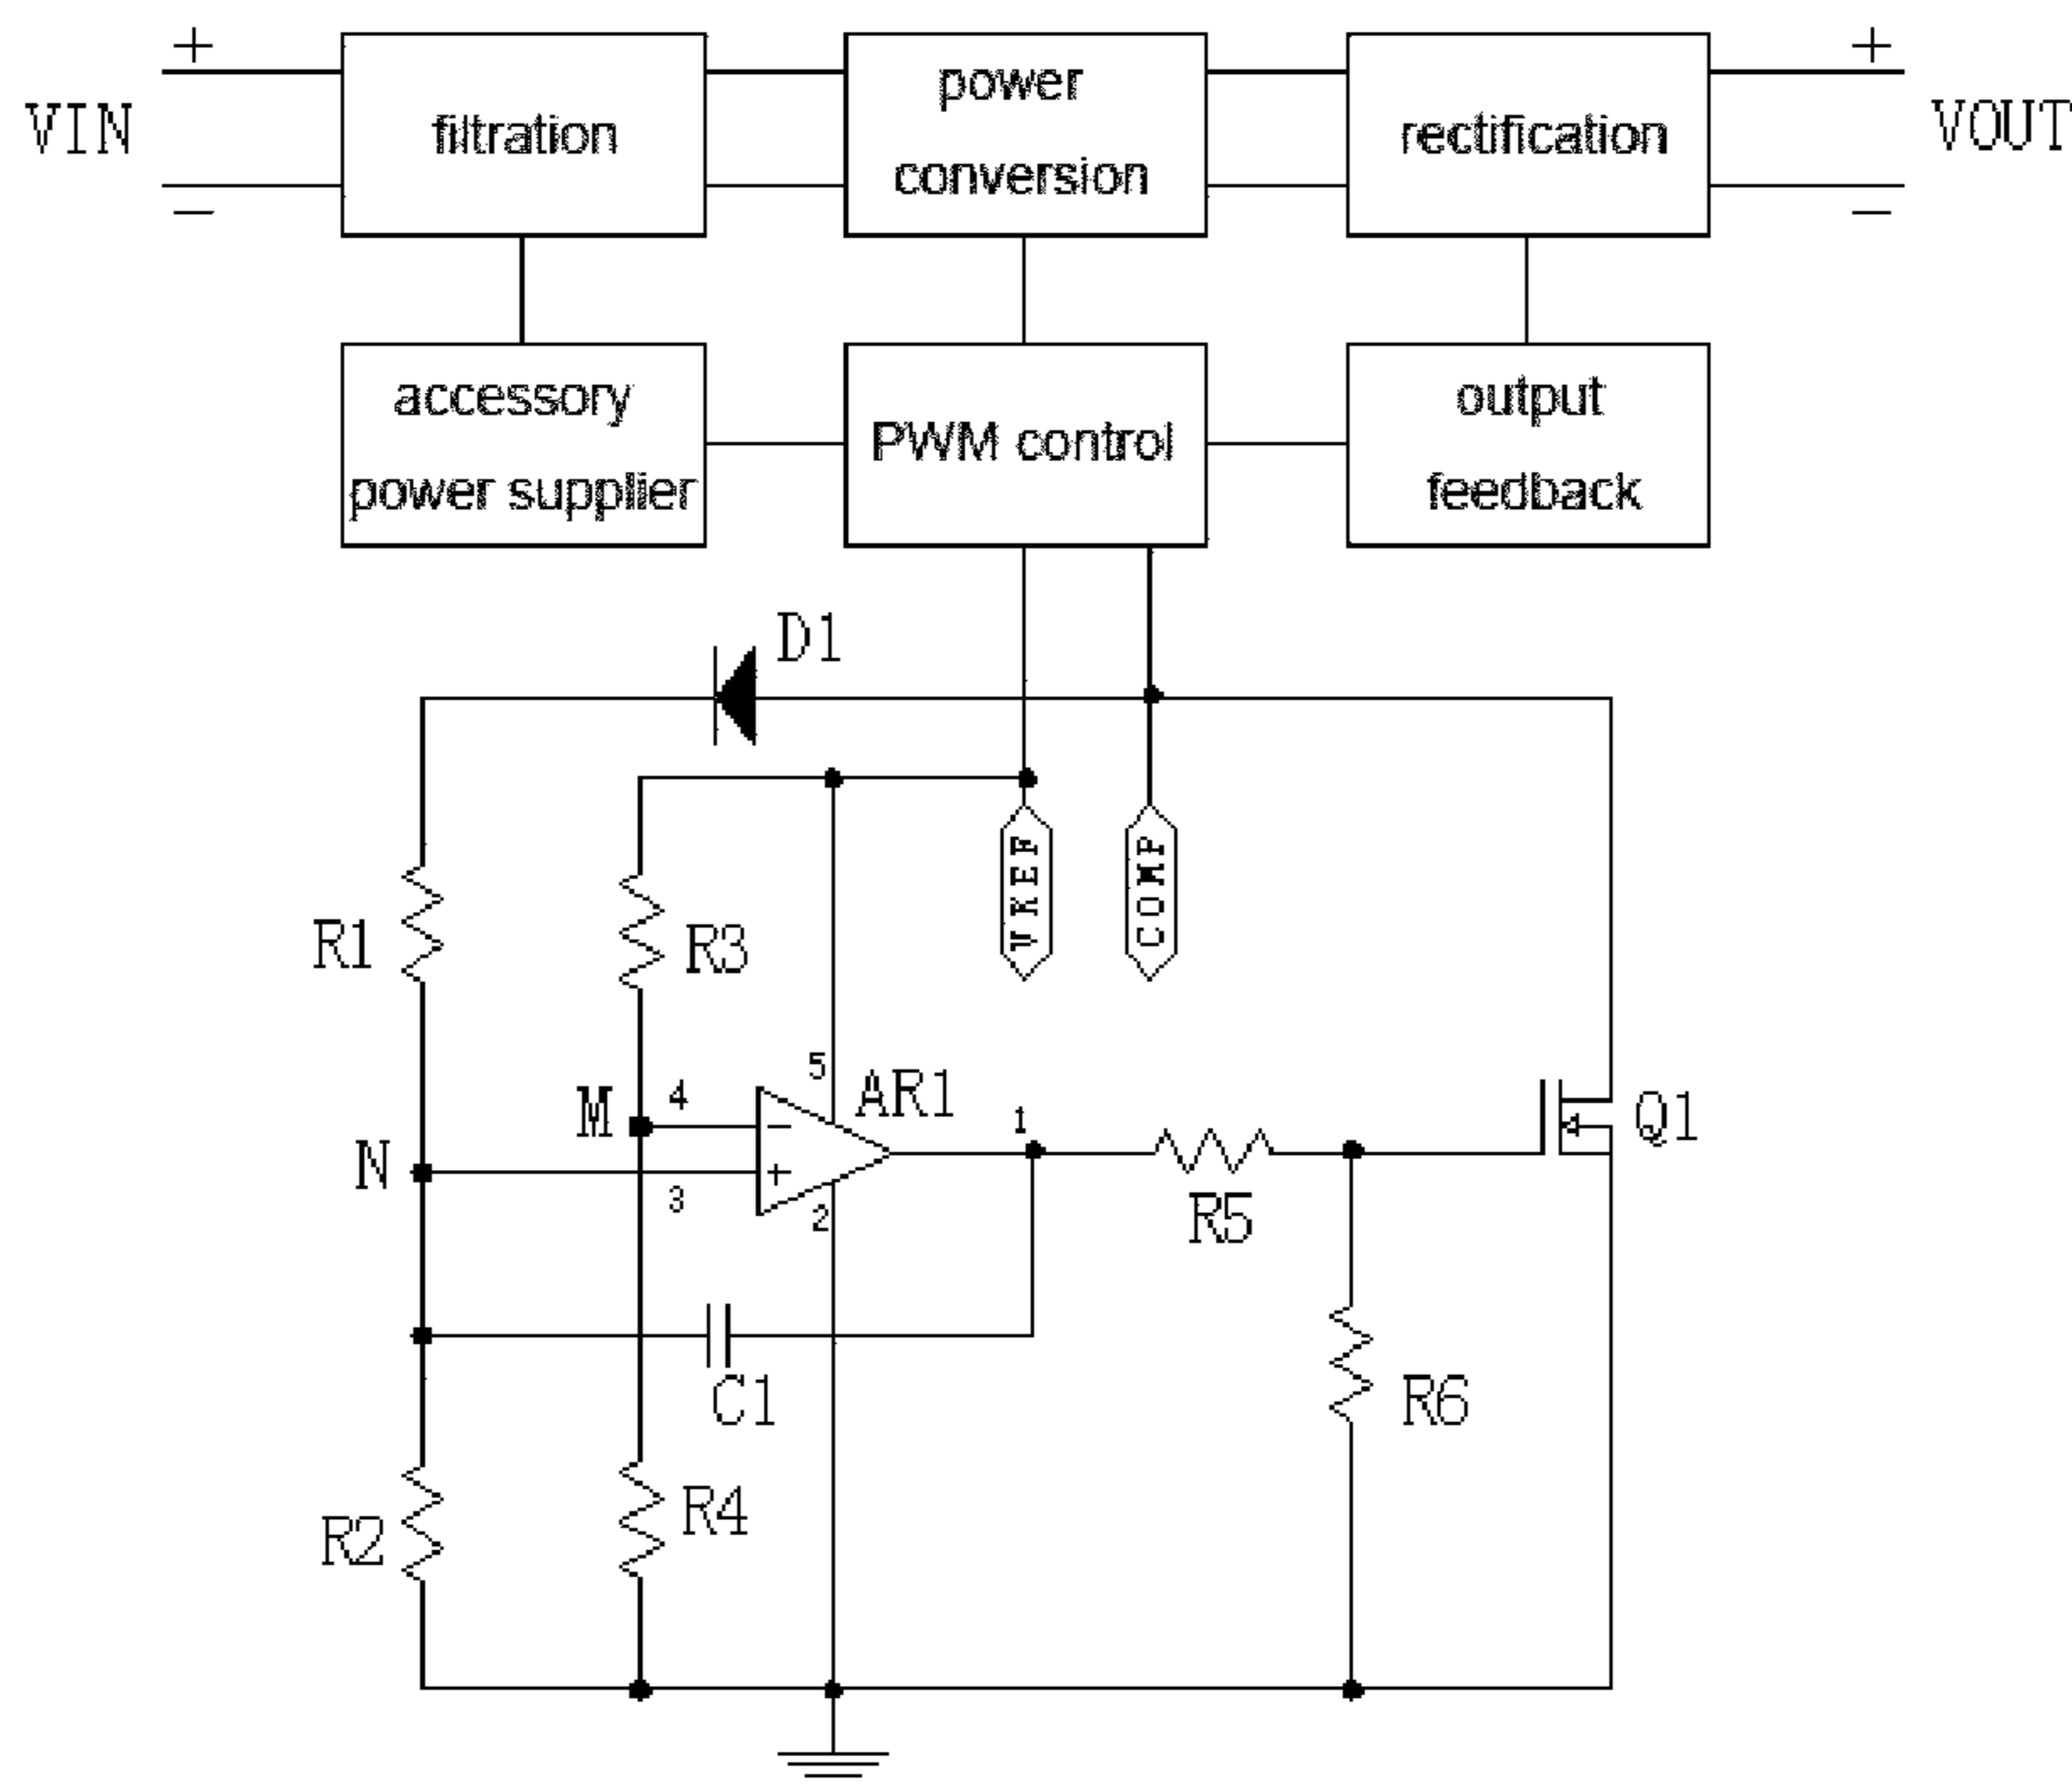 +
+
VIN
filtration
power
conversion
rectification
VOUT
−
−
accessory
power supplier
PWM control
output
feedback
D1
VREF
COMP
R1
R3
M
4
5
AR1
1
Q1
N
−
+
3
2
R5
C1
R6
R2
R4